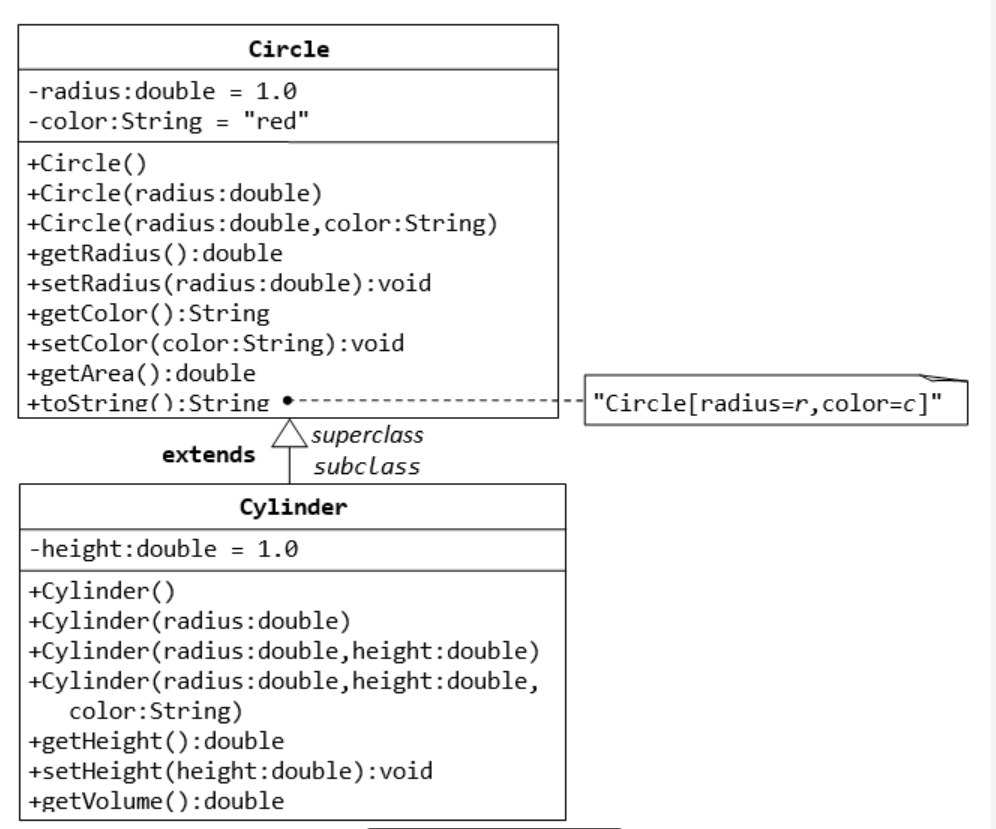 Circle
-radius:double = 1.0
-color:String = "red"
+Circle()
+Circle(radius:double)
+Circle(radius:double,color:String)
+getRadius():double
+setRadius(radius:double):void
+getColor():String
+setColor(color:String):void
+getArea():double
+toString():String
"Circle[radius=r,color=c]"
superclass
extends
subclass
Cylinder
-height:double = 1.0
+Cylinder()
+Cylinder(radius:double)
+Cylinder(radius:double,height:double)
+Cylinder(radius:double,height:double,
color:String)
+getHeight():double
+setHeight(height:double):void
+getVolume():double